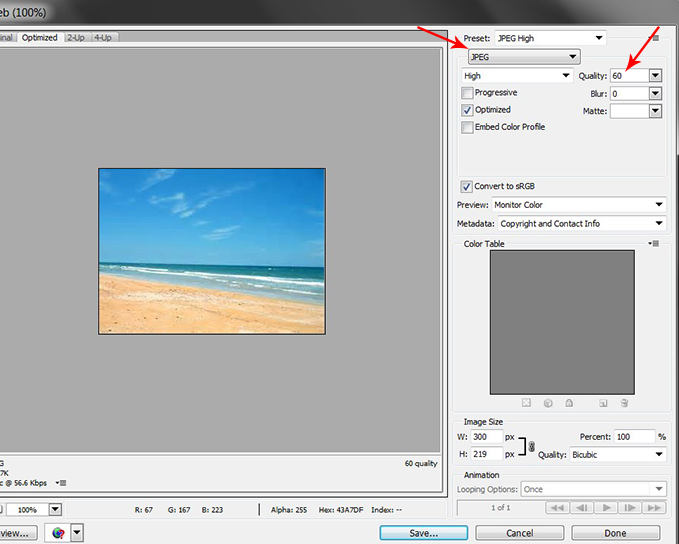 eb (100%)
inal Optimized 2-Up 4-Up
Preset: JPEG High
JPEG
High Quality: 60
Progressive Blur: 0
Optimized Matte:
Embed Color Profile
Convert to sRGB
Preview: Monitor Color
Metadata: Copyright and Contact Info
Color Table
Image Size
W: 300 px Percent: 100 %
H: 219 px Quality: Bicubic
G 60 quality
7K
c @ 56.6 Kbps
Animation
Looping Options: Once
1 of 1
100% R: 67 G: 167 B: 223 Alpha: 255 Hex: 43A7DF Index: --
view... Save... Cancel Done